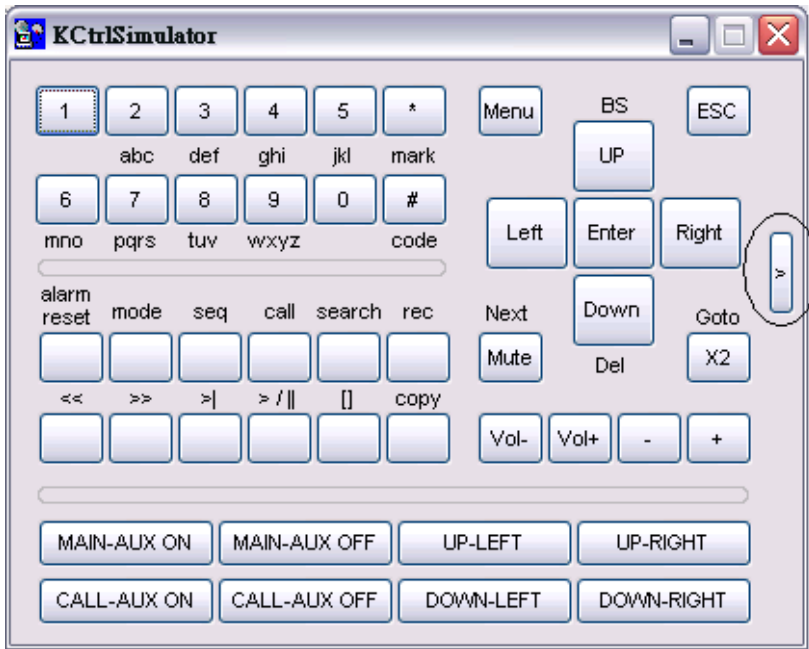 KCtrlSimulator
1 2 3 4 5 * Menu BS ESC
abc def ghi jkl mark UP
6 7 8 9 0 #
mno pqrs tuv wxyz code Left Enter Right >
alarm reset mode seq call search rec Next Down Goto
Mute Del X2
<< >> >| > / || [] copy
Vol- Vol+ - +
MAIN-AUX ON MAIN-AUX OFF UP-LEFT UP-RIGHT
CALL-AUX ON CALL-AUX OFF DOWN-LEFT DOWN-RIGHT